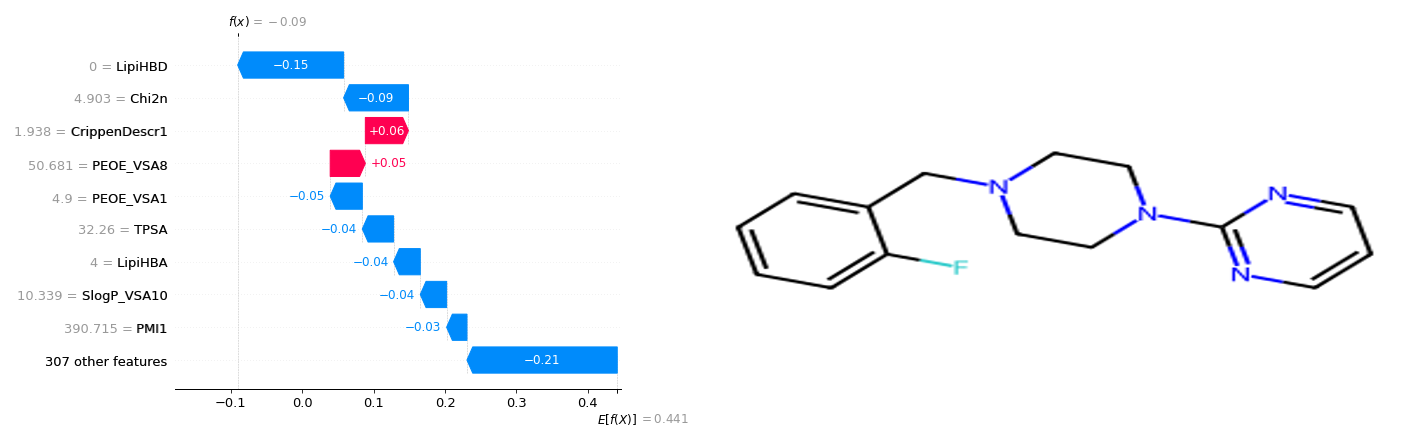 f(x) = −0.09
0 = LipiHBD
−0.15
4.903 = Chi2n
−0.09
1.938 = CrippenDescr1
+0.06
50.681 = PEOE_VSA8
+0.05
4.9 = PEOE_VSA1
−0.05
32.26 = TPSA
−0.04
4 = LipiHBA
−0.04
10.339 = SlogP_VSA10
−0.04
390.715 = PMI1
−0.03
307 other features
−0.21
−0.1 0.0 0.1 0.2 0.3 0.4
E[f(X)] = 0.441
N
N
N
N
F